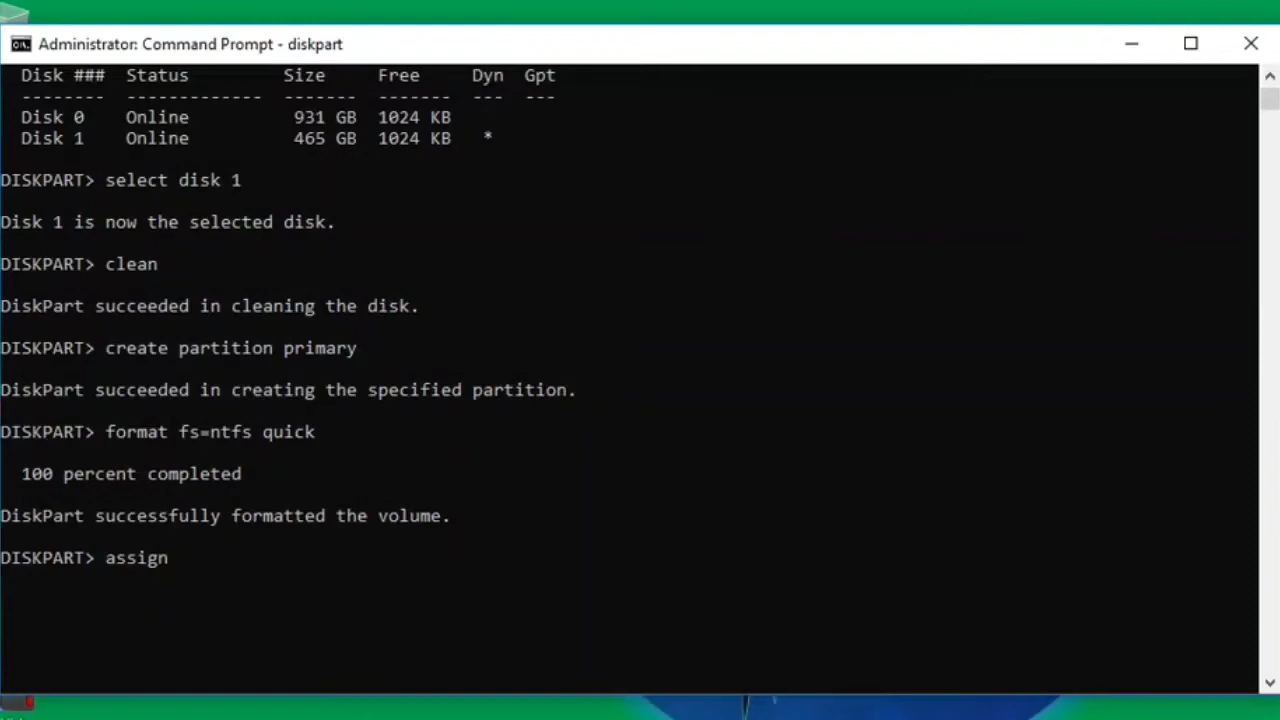 Administrator: Command Prompt - diskpart
Disk ###  Status         Size     Free     Dyn  Gpt
--------  -------------  -------  -------  ---  ---
Disk 0    Online          931 GB  1024 KB
Disk 1    Online          465 GB  1024 KB   *
DISKPART> select disk 1
Disk 1 is now the selected disk.
DISKPART> clean
DiskPart succeeded in cleaning the disk.
DISKPART> create partition primary
DiskPart succeeded in creating the specified partition.
DISKPART> format fs=ntfs quick
100 percent completed
DiskPart successfully formatted the volume.
DISKPART> assign